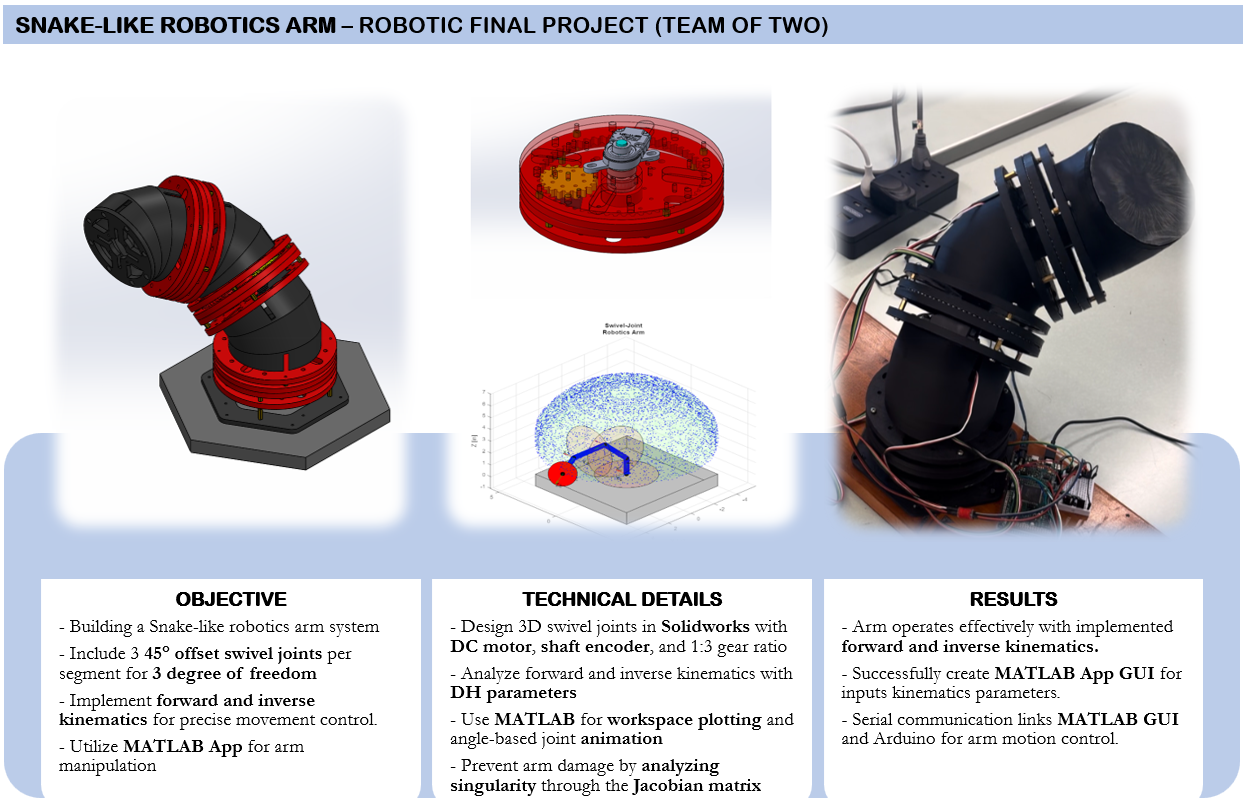 SNAKE-LIKE ROBOTICS ARM – ROBOTIC FINAL PROJECT (TEAM OF TWO)
Swivel-Joint
Robotics Arm
OBJECTIVE
- Building a Snake-like robotics arm system
- Include 3 45° offset swivel joints per
segment for 3 degree of freedom
- Implement forward and inverse
kinematics for precise movement control.
- Utilize MATLAB App for arm
manipulation
TECHNICAL DETAILS
- Design 3D swivel joints in Solidworks with
DC motor, shaft encoder, and 1:3 gear ratio
- Analyze forward and inverse kinematics with
DH parameters
- Use MATLAB for workspace plotting and
angle-based joint animation
- Prevent arm damage by analyzing
singularity through the Jacobian matrix
RESULTS
- Arm operates effectively with implemented
forward and inverse kinematics.
- Successfully create MATLAB App GUI for
inputs kinematics parameters.
- Serial communication links MATLAB GUI
and Arduino for arm motion control.